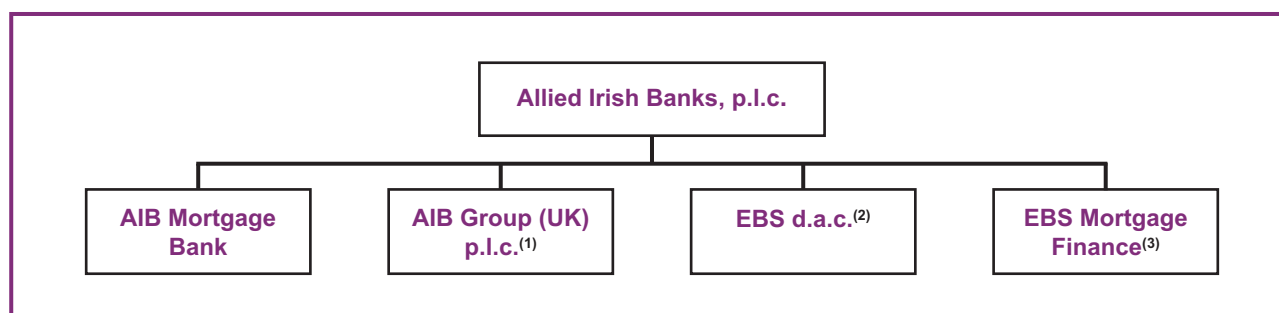 Allied Irish Banks, p.l.c.
AIB Mortgage
Bank
AIB Group (UK)
p.l.c.(1)
EBS d.a.c.(2)
EBS Mortgage
Finance(3)